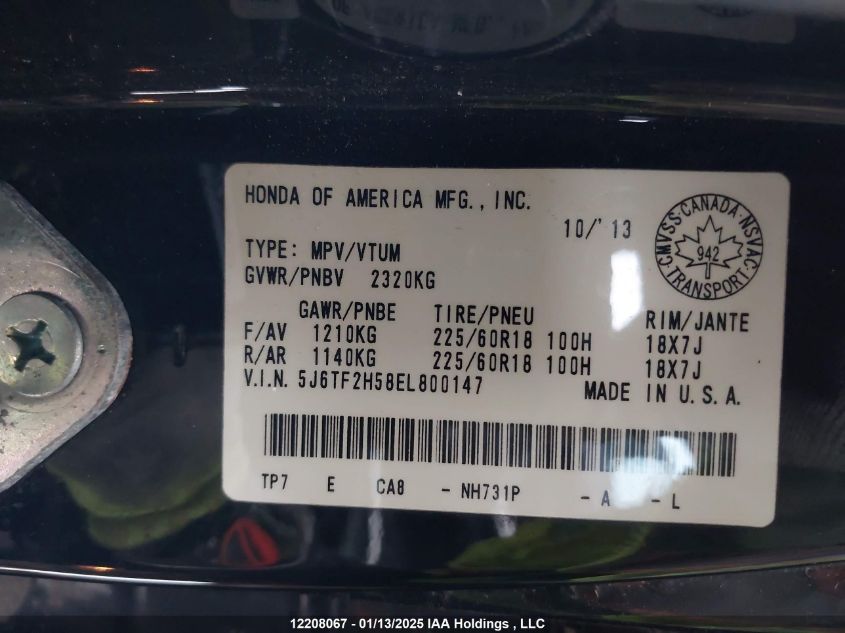 HONDA OF AMERICA MFG., INC.
10/'13
TYPE: MPV/VTUM
GVWR/PNBV 2320KG
CMVSS·CANADA·NSVAC
942
TRANSPORT
GAWR/PNBE TIRE/PNEU RIM/JANTE
F/AV 1210KG 225/60R18 100H 18X7J
R/AR 1140KG 225/60R18 100H 18X7J
V.I.N. 5J6TF2H58EL800147
MADE IN U.S.A.
TP7 E CA8 - NH731P - A - L
12208067 - 01/13/2025 IAA Holdings , LLC